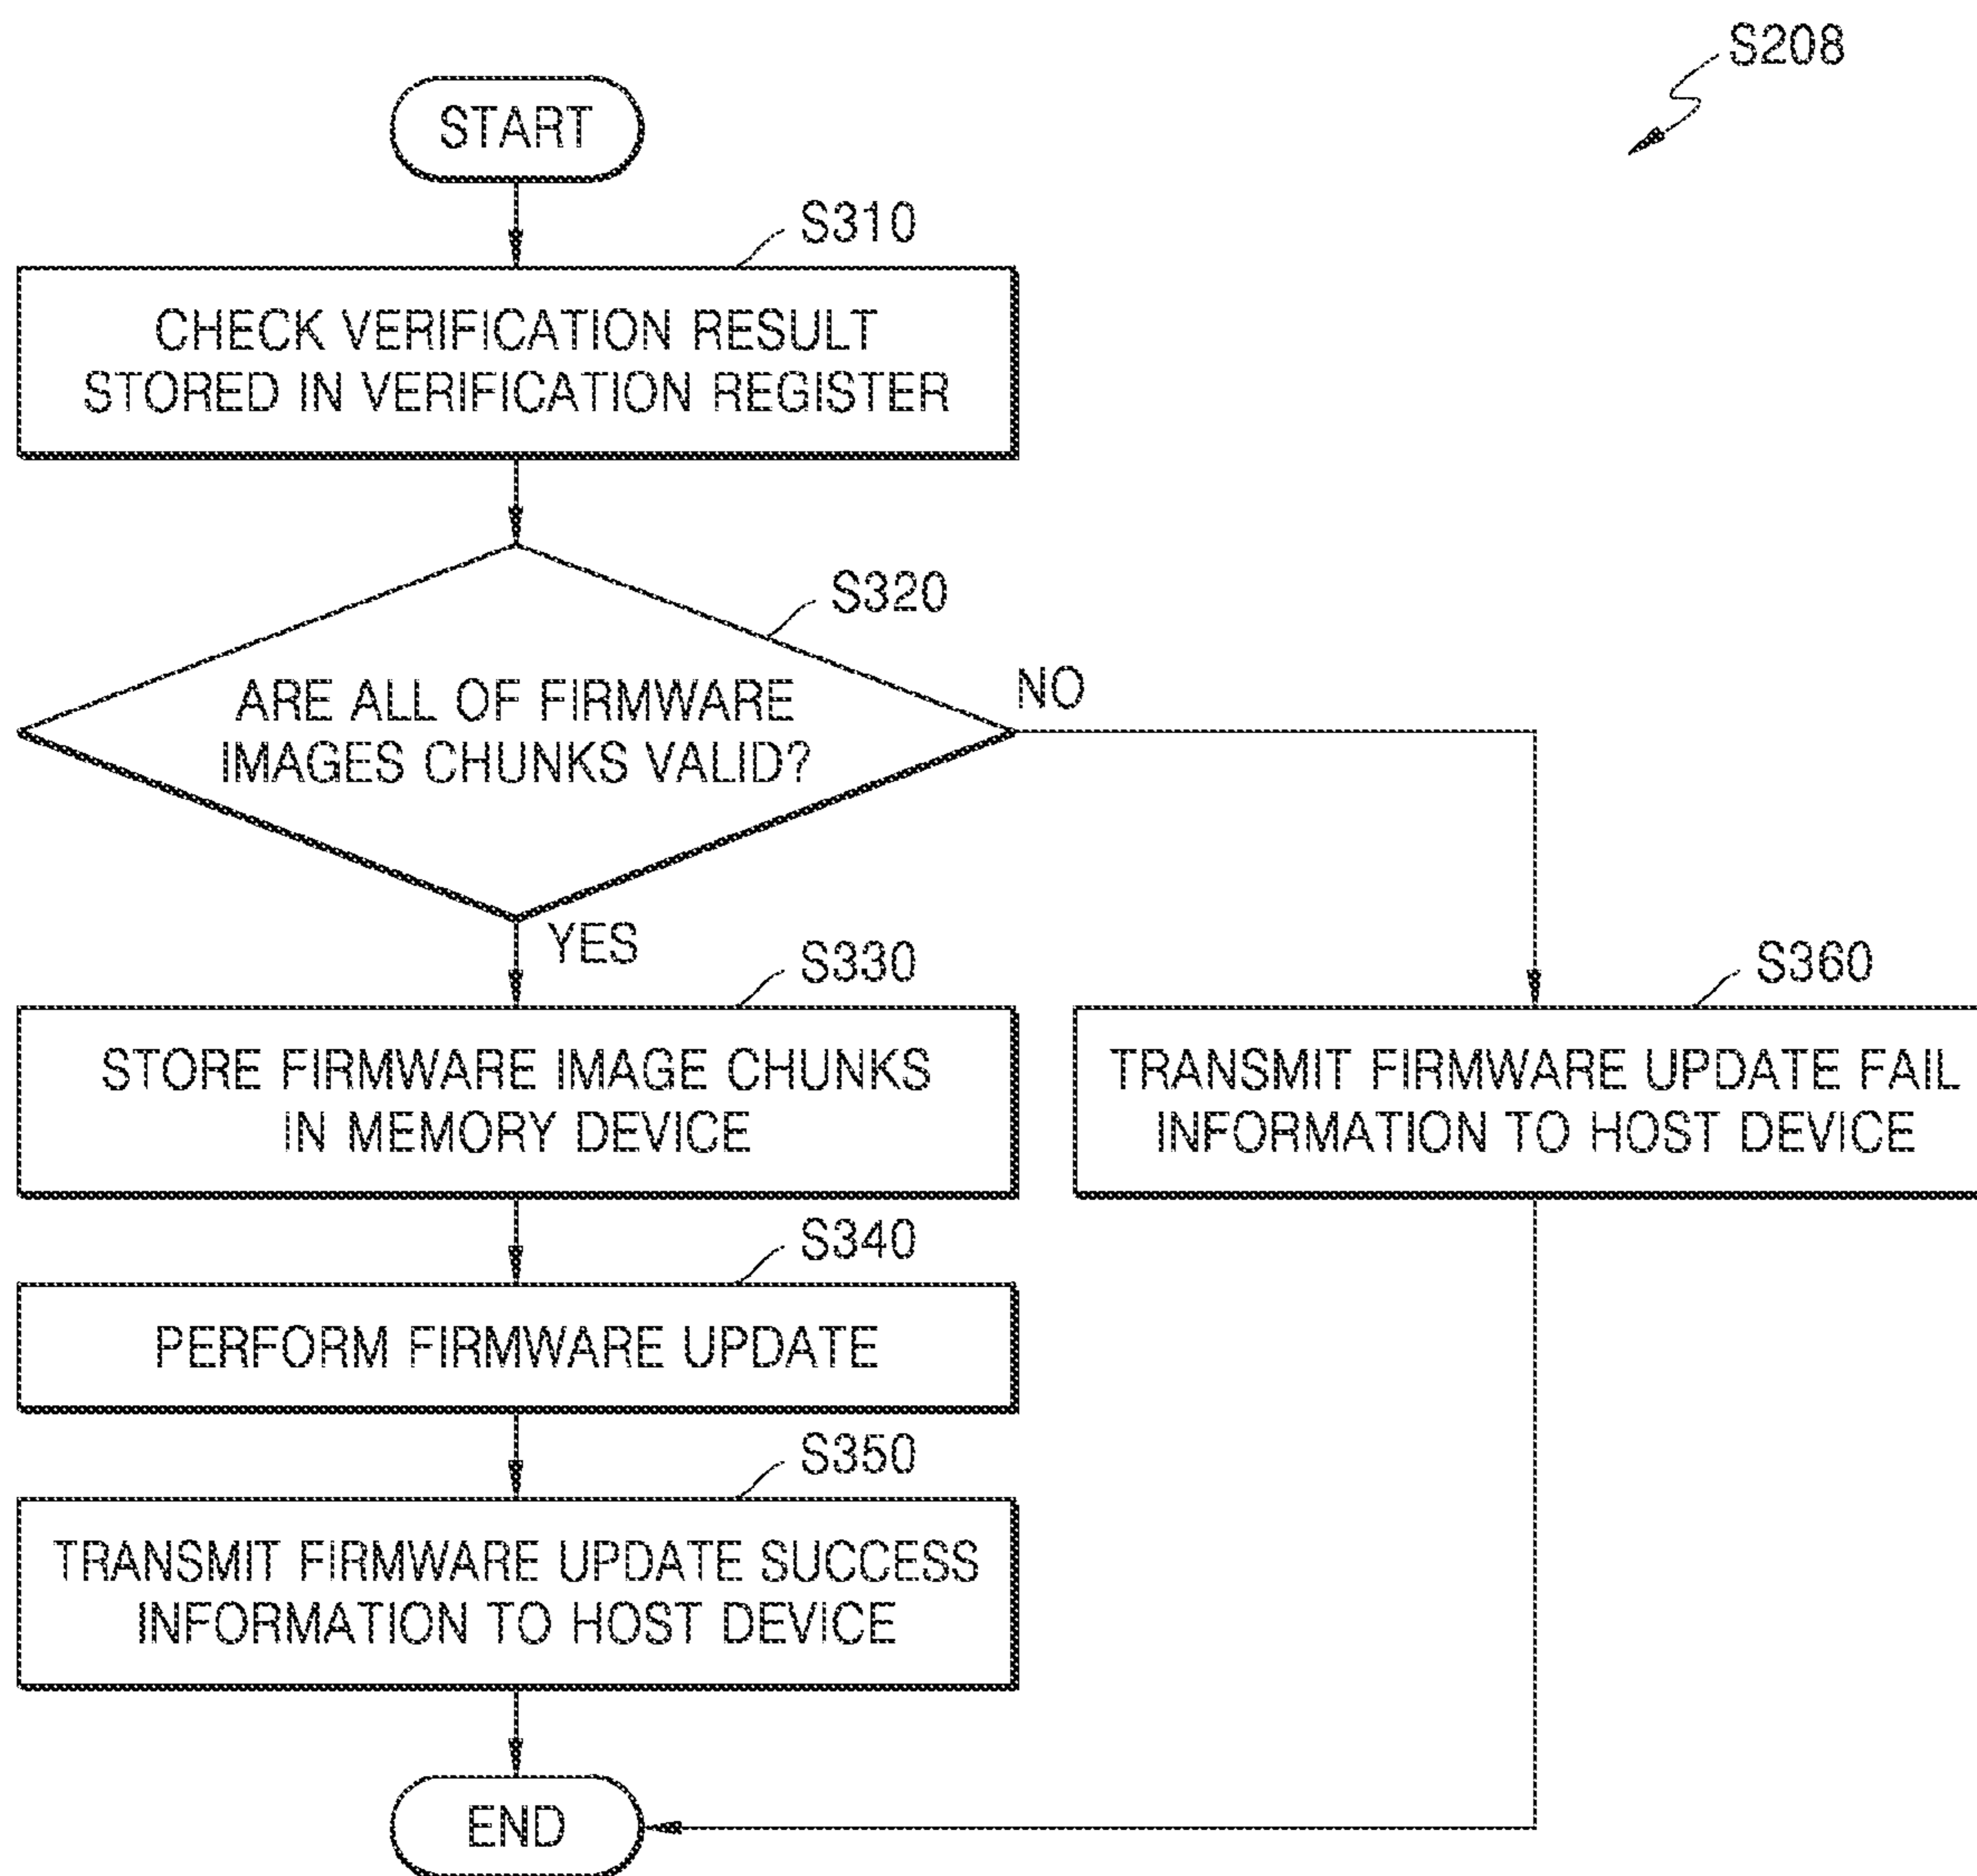 S208
START
S310
CHECK VERIFICATION RESULT
STORED IN VERIFICATION REGISTER
S320
ARE ALL OF FIRMWARE
IMAGES CHUNKS VALID?
NO
YES
S330
STORE FIRMWARE IMAGE CHUNKS
IN MEMORY DEVICE
S360
TRANSMIT FIRMWARE UPDATE FAIL
INFORMATION TO HOST DEVICE
S340
PERFORM FIRMWARE UPDATE
S350
TRANSMIT FIRMWARE UPDATE SUCCESS
INFORMATION TO HOST DEVICE
END